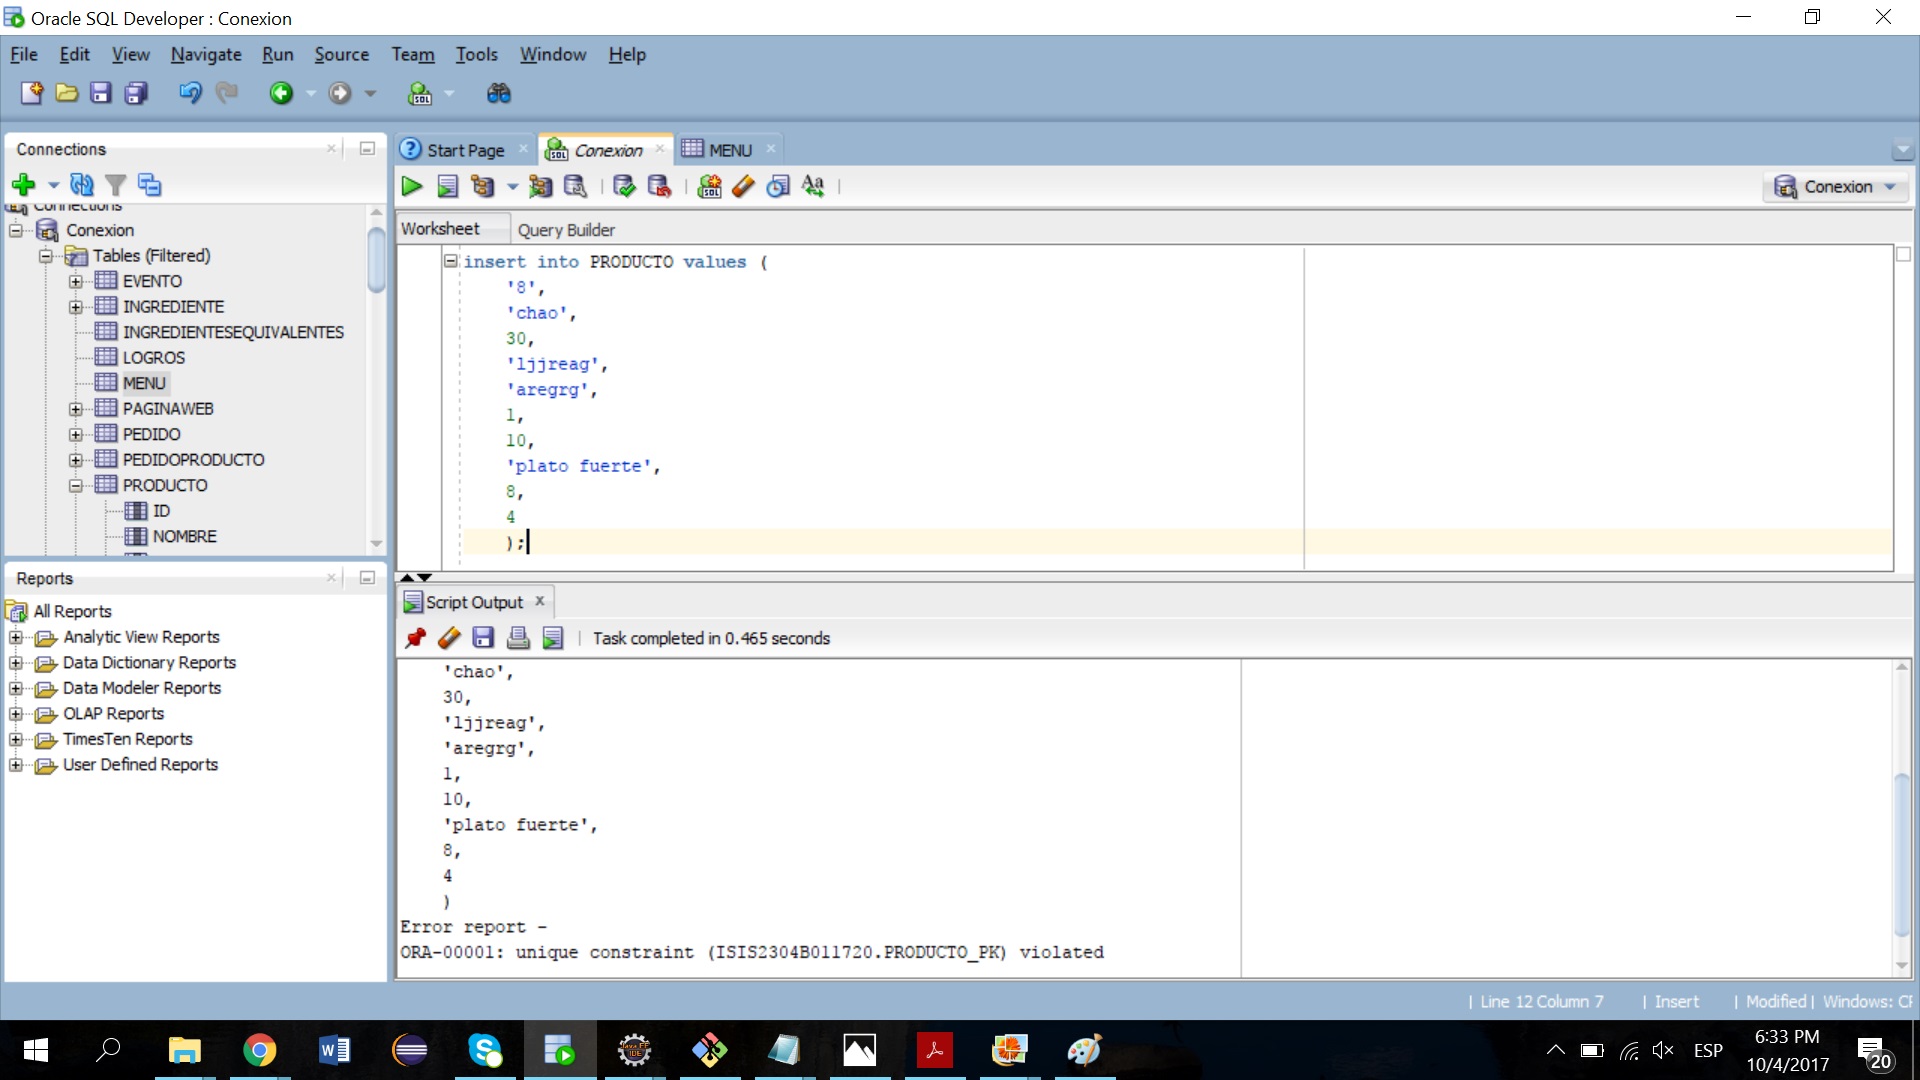 Oracle SQL Developer : Conexion
File Edit View Navigate Run Source Team Tools Window Help
Connections
Connections
Conexion
Tables (Filtered)
EVENTO
INGREDIENTE
INGREDIENTESEQUIVALENTES
LOGROS
MENU
PAGINAWEB
PEDIDO
PEDIDOPRODUCTO
PRODUCTO
ID
NOMBRE
Reports
All Reports
Analytic View Reports
Data Dictionary Reports
Data Modeler Reports
OLAP Reports
TimesTen Reports
User Defined Reports
Start Page Conexion MENU
Conexion
Worksheet Query Builder
insert into PRODUCTO values (
'8',
'chao',
30,
'ljjreag',
'aregrg',
1,
10,
'plato fuerte',
8,
4
);
Script Output
Task completed in 0.465 seconds
'chao',
30,
'ljjreag',
'aregrg',
1,
10,
'plato fuerte',
8,
4
)
Error report -
ORA-00001: unique constraint (ISIS2304B011720.PRODUCTO_PK) violated
| Line 12 Column 7 | Insert | Modified | Windows: CF
ESP
6:33 PM
10/4/2017
20